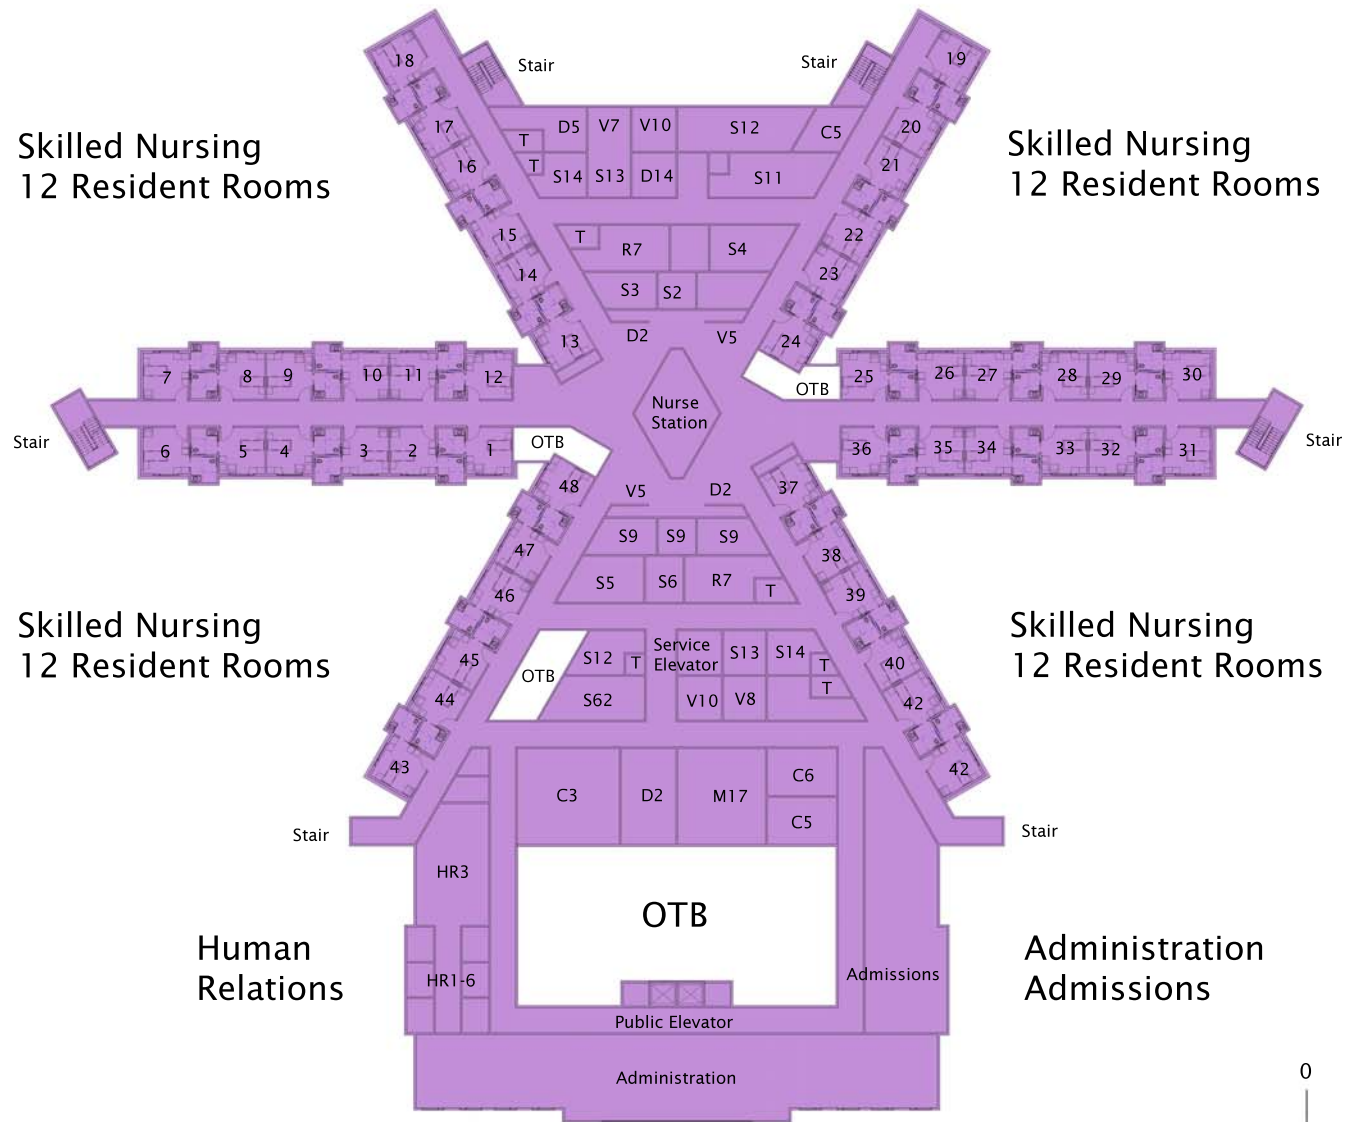 18
Stair
Stair
19
Skilled Nursing
12 Resident Rooms
Skilled Nursing
12 Resident Rooms
17
T
D5
V7
V10
S12
C5
20
16
T
S14
S13
D14
S11
21
15
T
R7
S4
22
14
S3
S2
23
13
D2
V5
24
7
8
9
10
11
12
OTB
25
26
27
28
29
30
Nurse
Station
Stair
OTB
Stair
6
5
4
3
2
1
36
35
34
33
32
31
48
V5
D2
37
47
S9
S9
S9
38
46
S5
S6
R7
T
39
Skilled Nursing
12 Resident Rooms
Skilled Nursing
12 Resident Rooms
45
OTB
S12
T
Service
Elevator
S13
S14
T
T
40
44
S62
V10
V8
42
43
C3
D2
M17
C6
C5
42
Stair
Stair
HR3
OTB
Human
Relations
HR1-6
Admissions
Administration
Admissions
Public Elevator
Administration
0